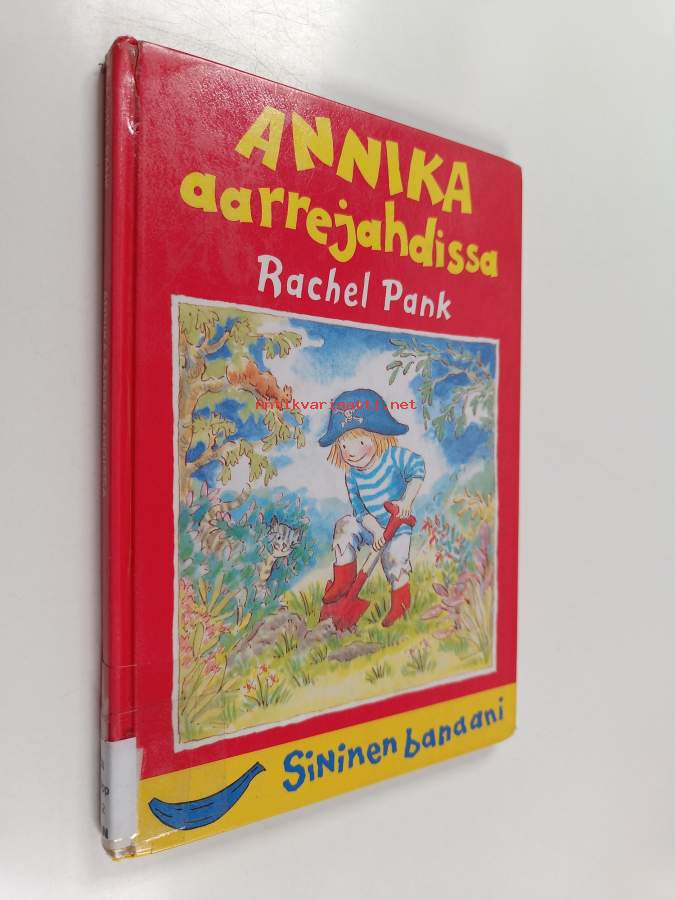 ANNIKA
aarrejahdissa
Rachel Pank
Antikvariaatti.net
Sininen banaani